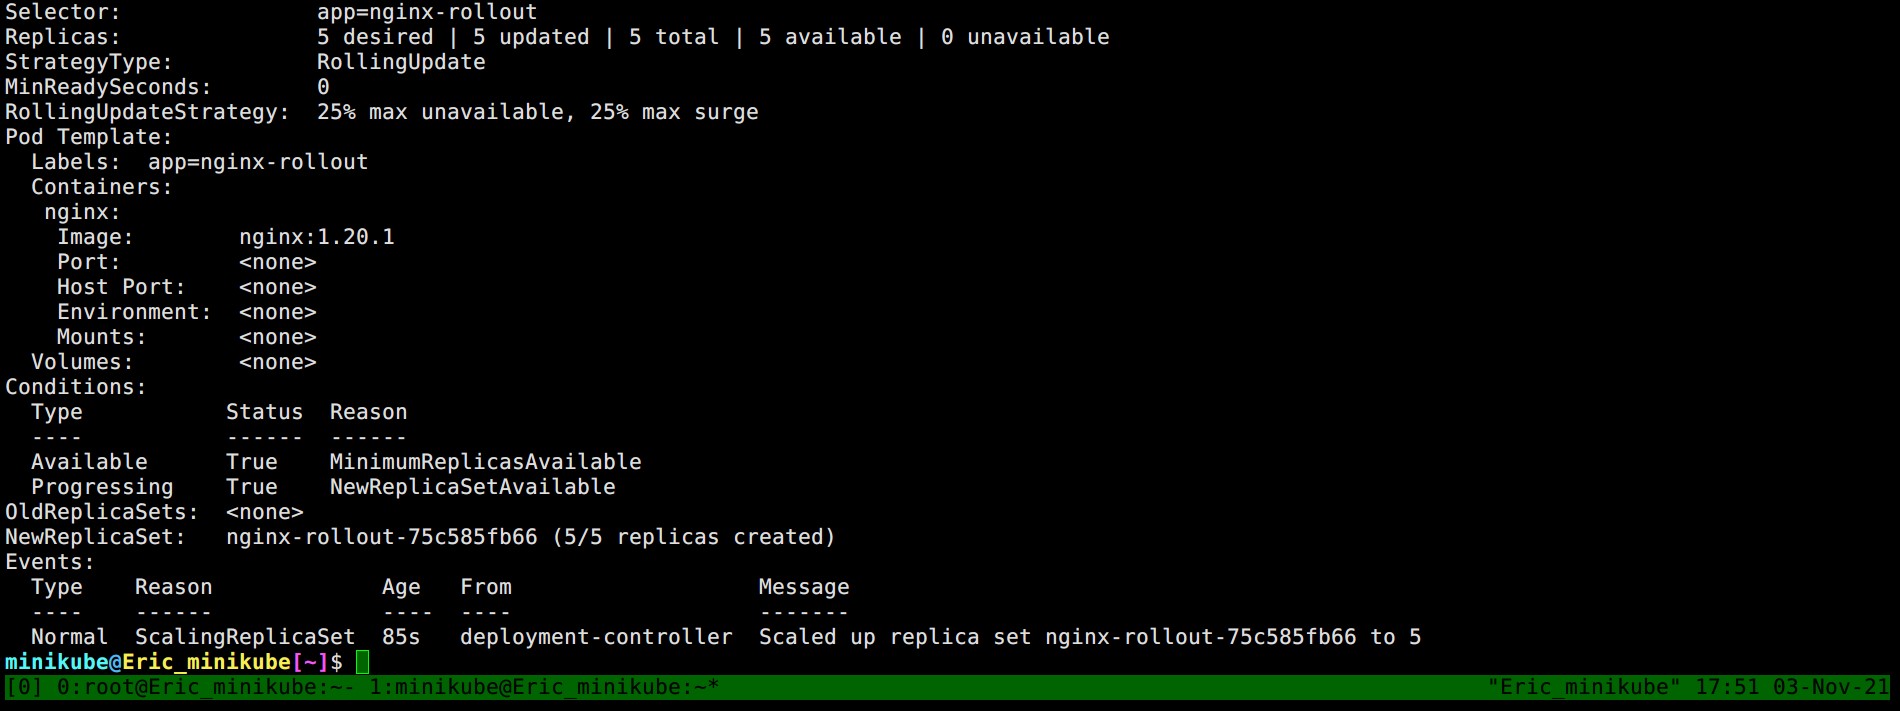 Selector:               app=nginx-rollout
Replicas:               5 desired | 5 updated | 5 total | 5 available | 0 unavailable
StrategyType:           RollingUpdate
MinReadySeconds:        0
RollingUpdateStrategy:  25% max unavailable, 25% max surge
Pod Template:
  Labels:  app=nginx-rollout
  Containers:
   nginx:
    Image:        nginx:1.20.1
    Port:         <none>
    Host Port:    <none>
    Environment:  <none>
    Mounts:       <none>
  Volumes:        <none>
Conditions:
  Type           Status  Reason
  ----           ------  ------
  Available      True    MinimumReplicasAvailable
  Progressing    True    NewReplicaSetAvailable
OldReplicaSets:  <none>
NewReplicaSet:   nginx-rollout-75c585fb66 (5/5 replicas created)
Events:
  Type    Reason             Age   From                   Message
  ----    ------             ----  ----                   -------
  Normal  ScalingReplicaSet  85s   deployment-controller  Scaled up replica set nginx-rollout-75c585fb66 to 5
minikube@Eric_minikube[~]$
[0] 0:root@Eric_minikube:~- 1:minikube@Eric_minikube:~* "Eric_minikube" 17:51 03-Nov-21